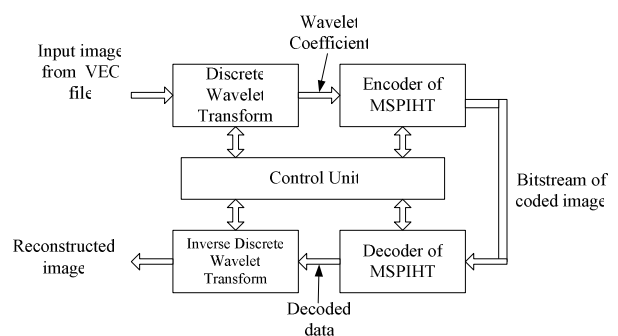 Wavelet
Coefficient
Input image
from VEC
file
Discrete
Wavelet
Transform
Encoder of
MSPIHT
Control Unit
Bitstream of
coded image
Reconstructed
image
Inverse Discrete
Wavelet
Transform
Decoder of
MSPIHT
Decoded
data